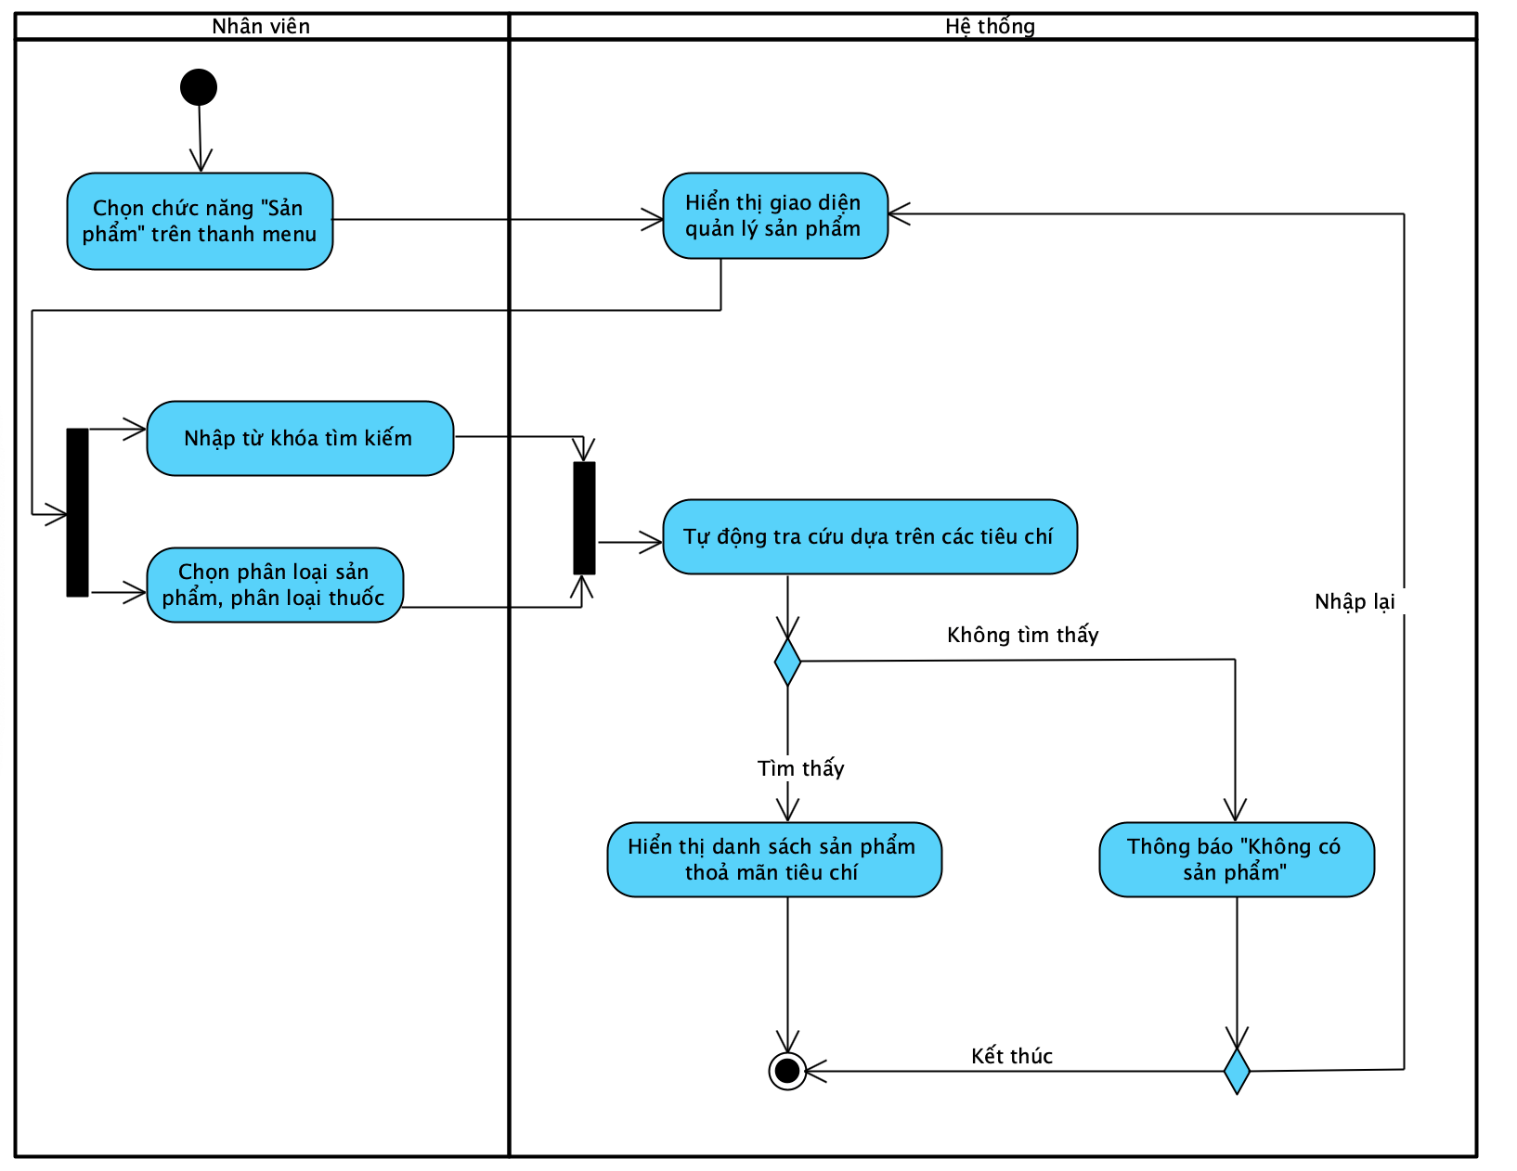 Nhân viên
Hệ thống
Chọn chức năng "Sản
phẩm" trên thanh menu
Hiển thị giao diện
quản lý sản phẩm
Nhập từ khóa tìm kiếm
Chọn phân loại sản
phẩm, phân loại thuốc
Tự động tra cứu dựa trên các tiêu chí
Nhập lại
Không tìm thấy
Tìm thấy
Hiển thị danh sách sản phẩm
thoả mãn tiêu chí
Thông báo "Không có
sản phẩm"
Kết thúc